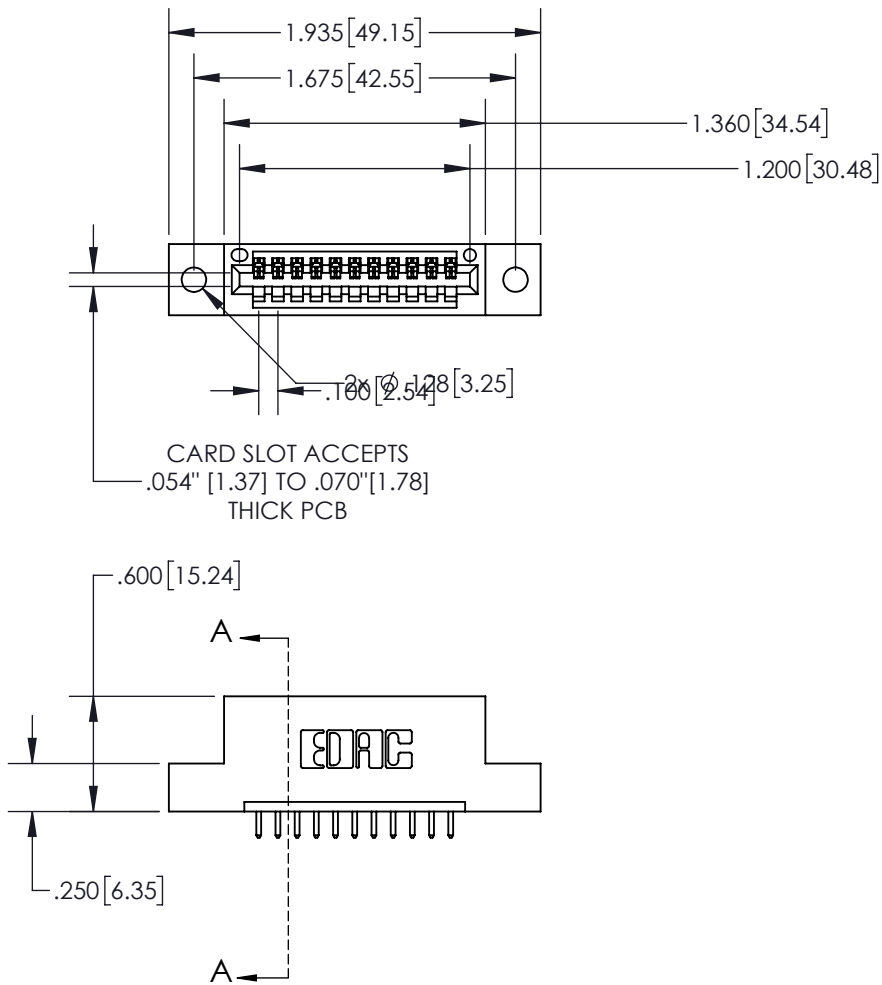 1.935[49.15]
1.675[42.55]
1.360[34.54]
1.200[30.48]
2x Ø .128[3.25]
.100[2.54]
CARD SLOT ACCEPTS
.054" [1.37] TO .070"[1.78]
THICK PCB
.600[15.24]
A
EDAC
.250[6.35]
A